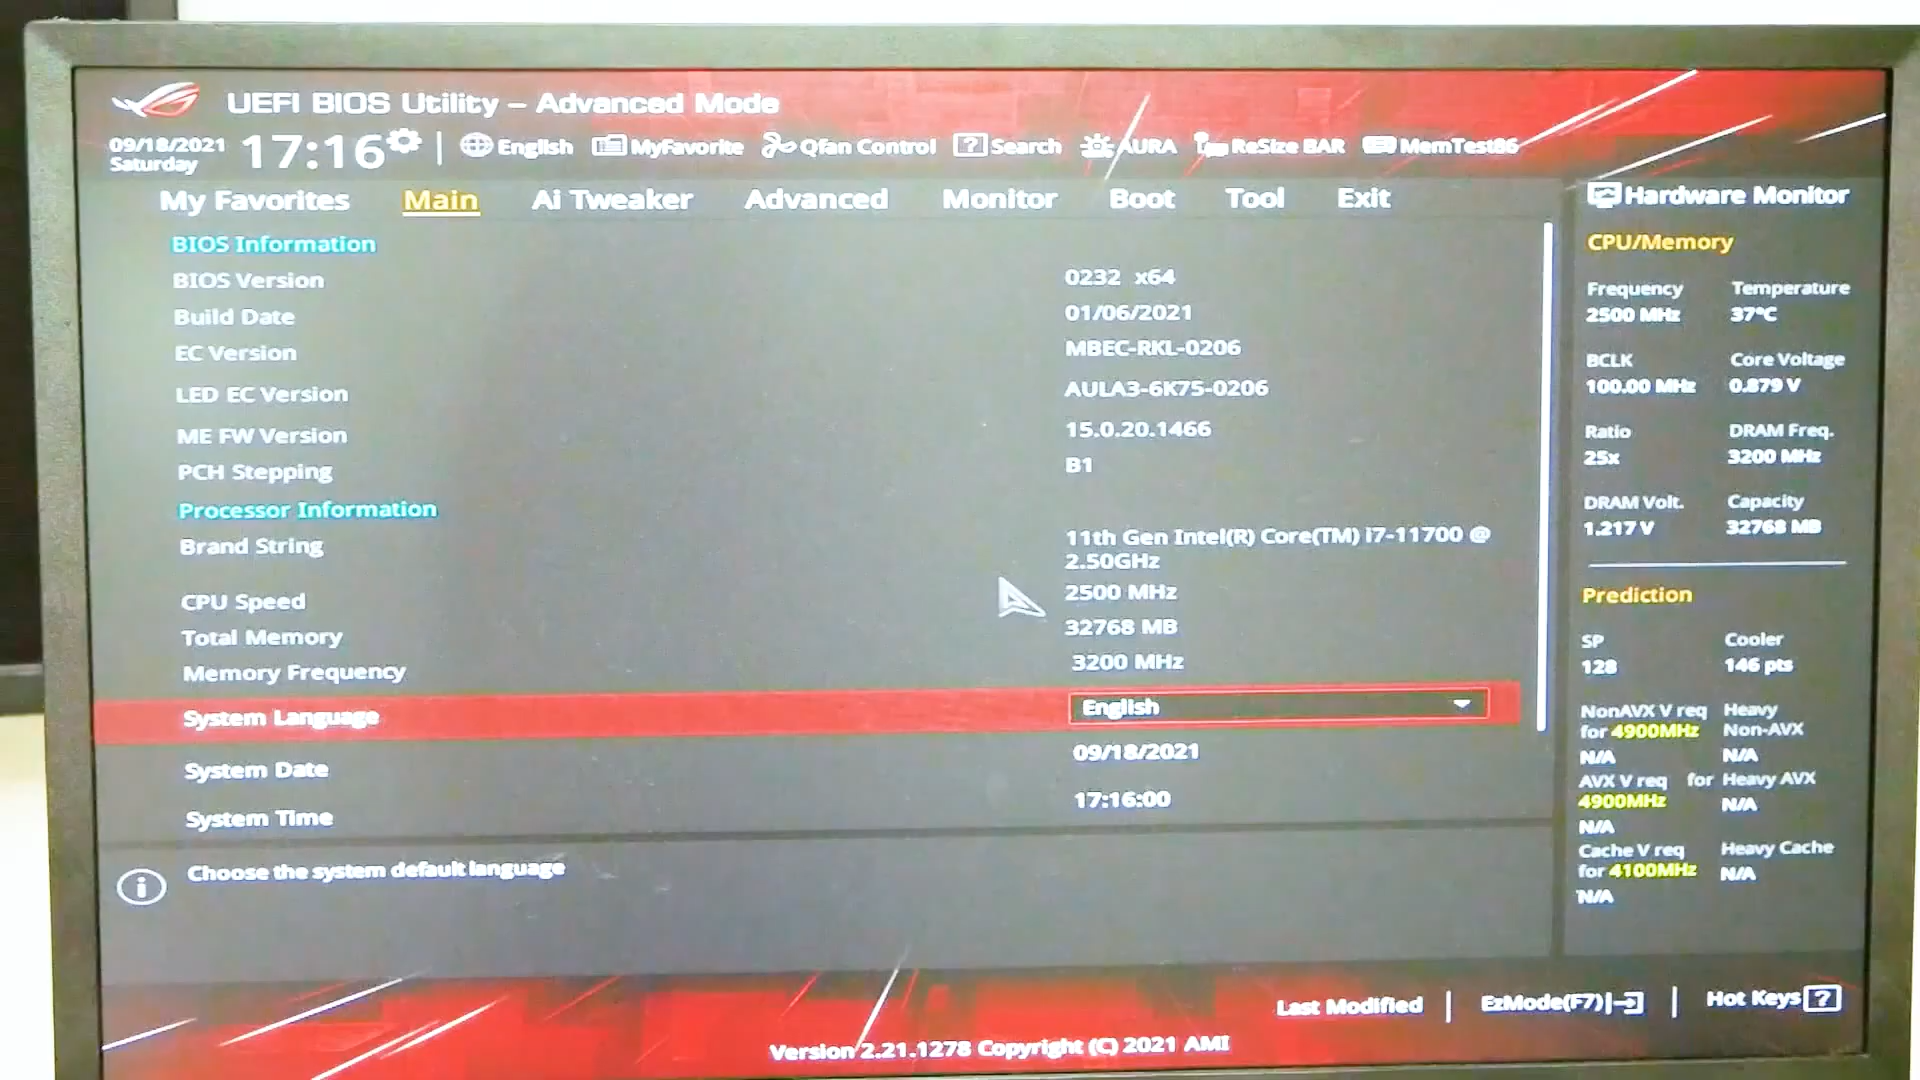 UEFI BIOS Utility – Advanced Mode
09/18/2021
Saturday
17:16
English MyFavorite Qfan Control Search AURA ReSize BAR MemTest86
My Favorites Main Ai Tweaker Advanced Monitor Boot Tool Exit
BIOS Information
BIOS Version 0232 x64
Build Date 01/06/2021
EC Version MBEC-RKL-0206
LED EC Version AULA3-6K75-0206
ME FW Version 15.0.20.1466
PCH Stepping B1
Processor Information
Brand String 11th Gen Intel(R) Core(TM) i7-11700 @
2.50GHz
CPU Speed 2500 MHz
Total Memory 32768 MB
Memory Frequency 3200 MHz
System Language English
System Date 09/18/2021
System Time 17:16:00
Choose the system default language
Hardware Monitor
CPU/Memory
Frequency Temperature
2500 MHz 37°C
BCLK Core Voltage
100.00 MHz 0.879 V
Ratio DRAM Freq.
25x 3200 MHz
DRAM Volt. Capacity
1.217 V 32768 MB
Prediction
SP Cooler
128 146 pts
NonAVX V req Heavy
for 4900MHz Non-AVX
N/A N/A
AVX V req for Heavy AVX
4900MHz N/A
N/A
Cache V req Heavy Cache
for 4100MHz N/A
N/A
Last Modified EzMode(F7) Hot Keys ?
Version 2.21.1278 Copyright (C) 2021 AMI